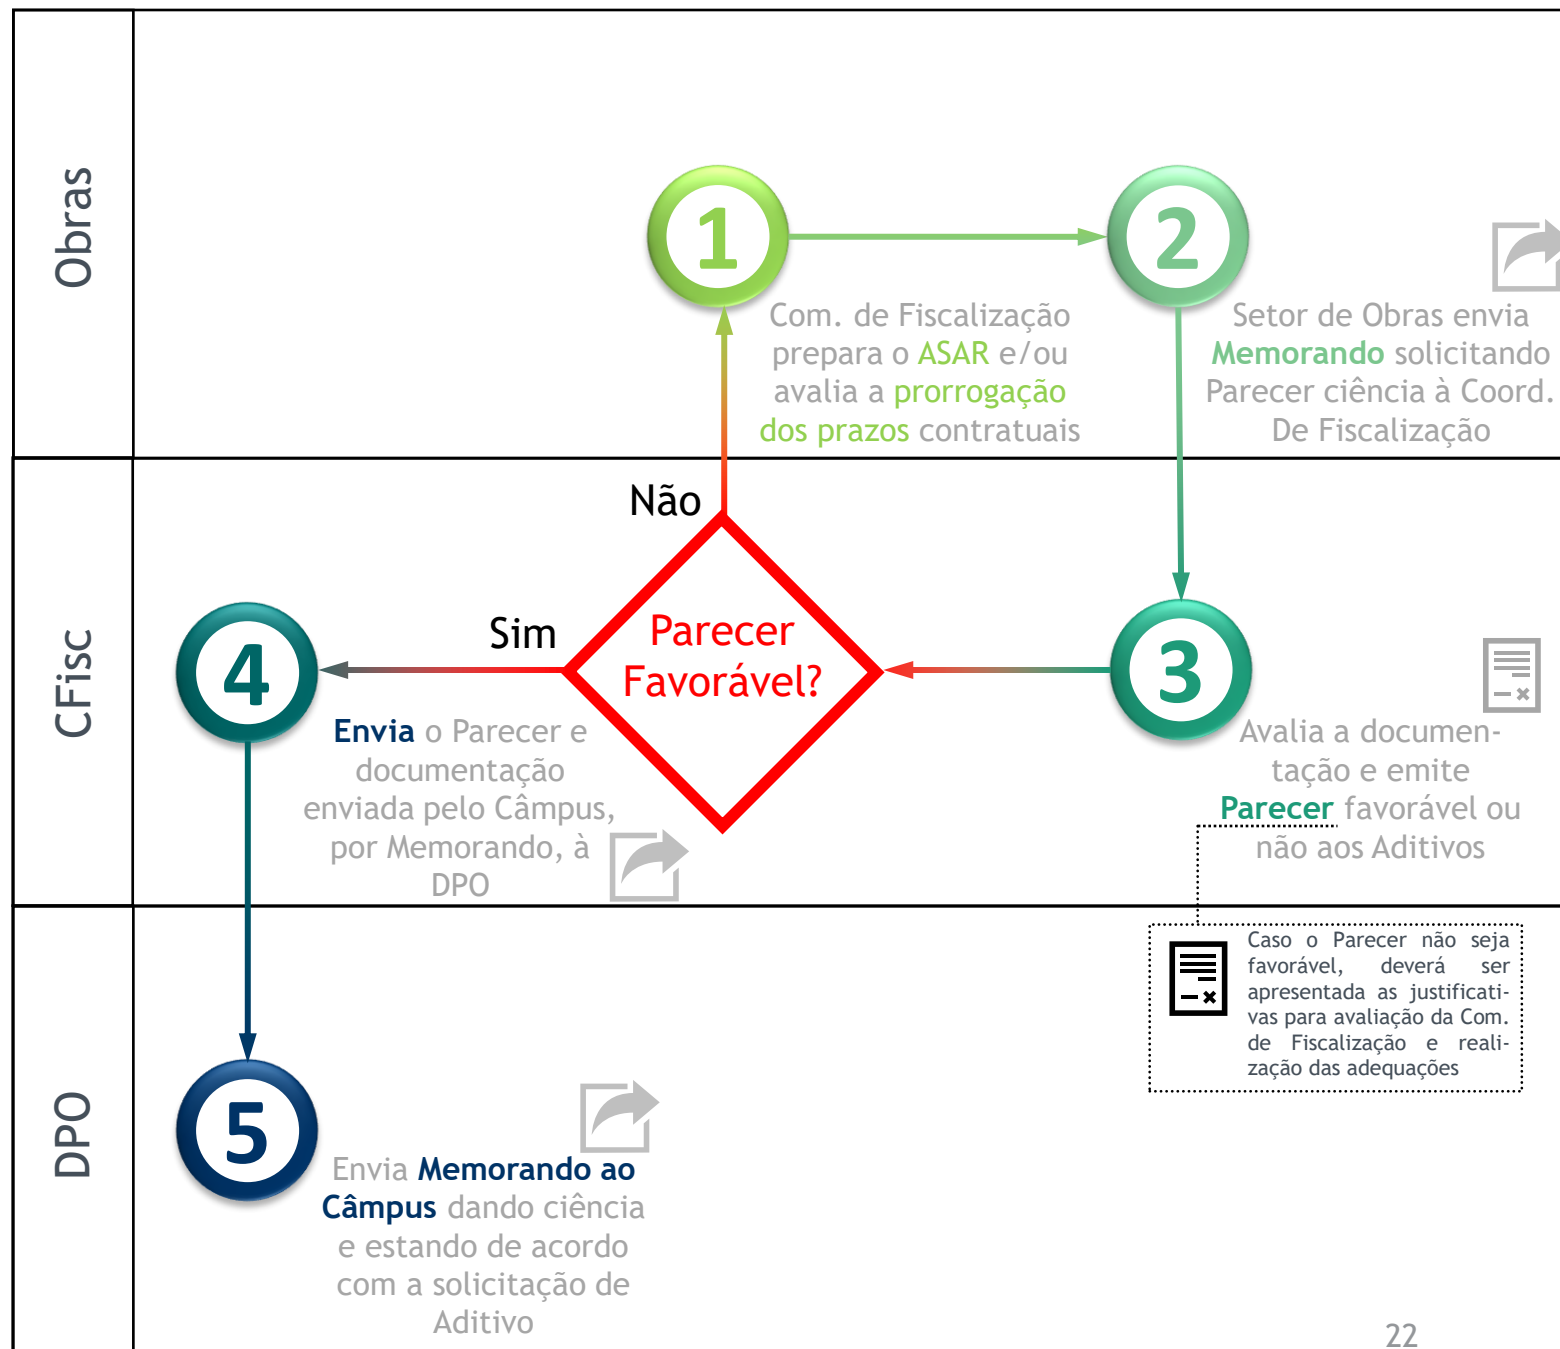 Obras
1
Com. de Fiscalização
prepara o ASAR e/ou
avalia a prorrogação
dos prazos contratuais
2
Setor de Obras envia
Memorando solicitando
Parecer ciência à Coord.
De Fiscalização
CFisc
Não
Sim
Parecer
Favorável?
3
Avalia a documen-
tação e emite
Parecer favorável ou
não aos Aditivos
4
Envia o Parecer e
documentação
enviada pelo Câmpus,
por Memorando, à
DPO
DPO
Caso o Parecer não seja
favorável, deverá ser
apresentada as justificati-
vas para avaliação da Com.
de Fiscalização e reali-
zação das adequações
5
Envia Memorando ao
Câmpus dando ciência
e estando de acordo
com a solicitação de
Aditivo
22